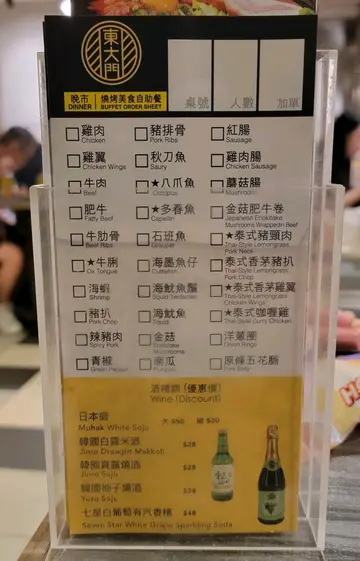 東大門
晚市 燒烤美食自助餐
DINNER BUFFET ORDER SHEET
桌號 人數 加單
雞肉 豬排骨 紅腸
Chicken Pork Ribs Sausage
雞翼 秋刀魚 雞肉腸
Chicken Wings Saury Chicken Sausage
牛肉 ★八爪魚 蘑菇腸
Beef Octopus Mushroom
肥牛 ★多春魚 金菇肥牛卷
Fatty Beef Capelin Japanese Enokitake Mushrooms Wrapped Beef
牛肋骨 石班魚 ★泰式豬頸肉
Beef Ribs Grouper Thai-Style Lemongrass Pork Neck
★牛脷 海墨魚仔 泰式香茅豬扒
Ox Tongue Cuttlefish Thai-Style Lemongrass Pork Chop
海蝦 海魷魚鬚 ★泰式香茅雞翼
Shrimp Squid Tentacles Thai-Style Lemongrass Chicken Wings
豬扒 海魷魚 ★泰式咖喱雞
Pork Chop Squid Thai-Style Curry Chicken
辣豬肉 金菇 洋蔥圈
Spicy Pork Enokitake Mushrooms Onion Rings
青椒 南瓜 原條五花腩
Green Pepper Pumpkin Pork Belly
酒精類 (優惠價)
Wine (Discount)
日本
Muhak White Soju
韓國白露米酒 $28
Jinro Draught Makkoli
韓國真露燒酒 $28
Jinro Soju
韓國柚子燒酒
Yuzu Soju
七星白葡萄有汽香檳 $48
Seven Star White Grape Sparkling Soda